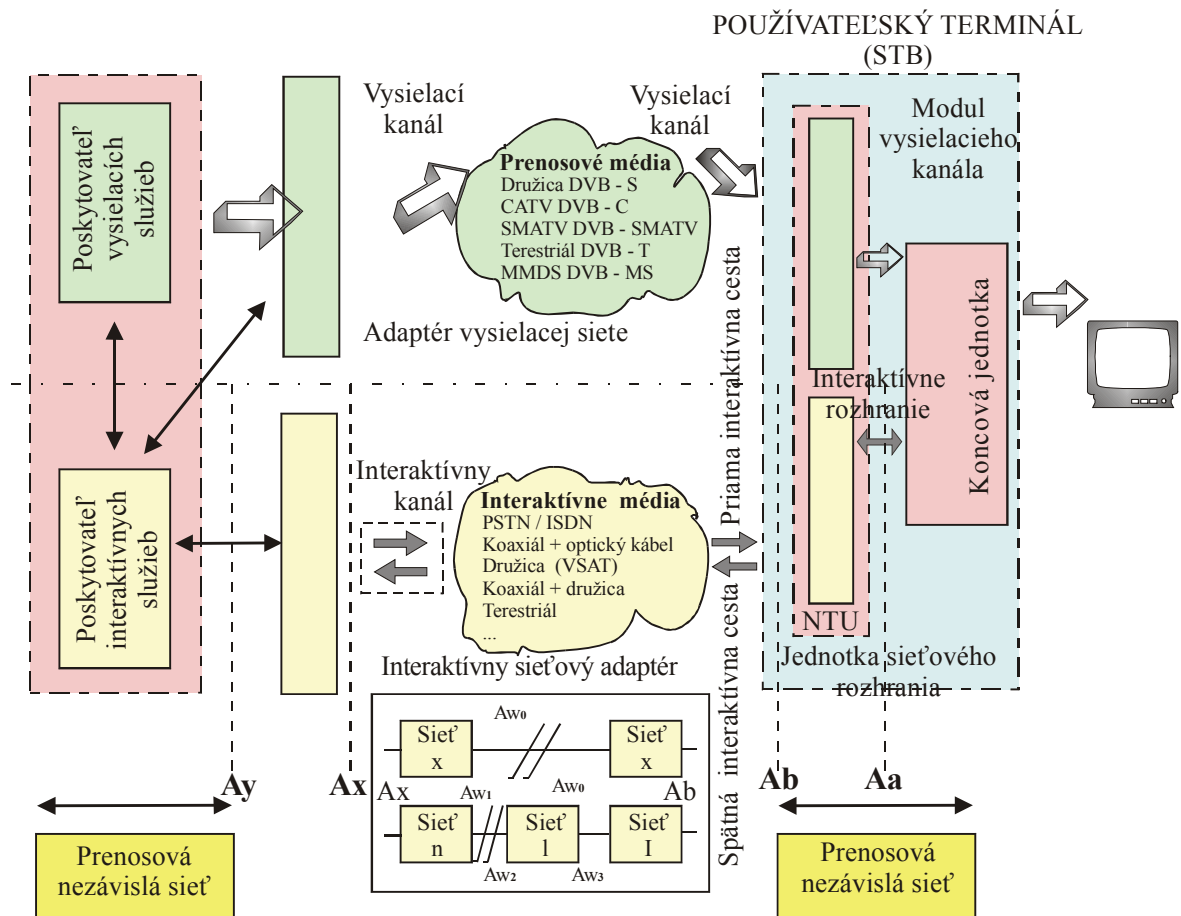 POUŽÍVATEĽSKÝ TERMINÁL
(STB)
Poskytovateľ
vysielacích
služieb
Vysielací
kanál
Vysielací
kanál
Prenosové média
Družica DVB - S
CATV DVB - C
SMATV DVB - SMATV
Terestriál DVB - T
MMDS DVB - MS
Adaptér vysielacej siete
Modul
vysielacieho
kanála
Koncová jednotka
Interaktívne
rozhranie
Priama interaktívna cesta
Spätná interaktívna cesta
Poskytovateľ
interaktívnych
služieb
Interaktívny
kanál
Interaktívne média
PSTN / ISDN
Koaxiál + optický kábel
Družica (VSAT)
Koaxiál + družica
Terestriál
...
Interaktívny sieťový adaptér
NTU
Jednotka sieťového
rozhrania
Aw0
Sieť
x
Sieť
x
Ay
Ax
Ax
Aw1
Aw0
Ab
Ab
Aa
Sieť
n
Sieť
l
Sieť
I
Aw2
Aw3
Prenosová
nezávislá sieť
Prenosová
nezávislá sieť